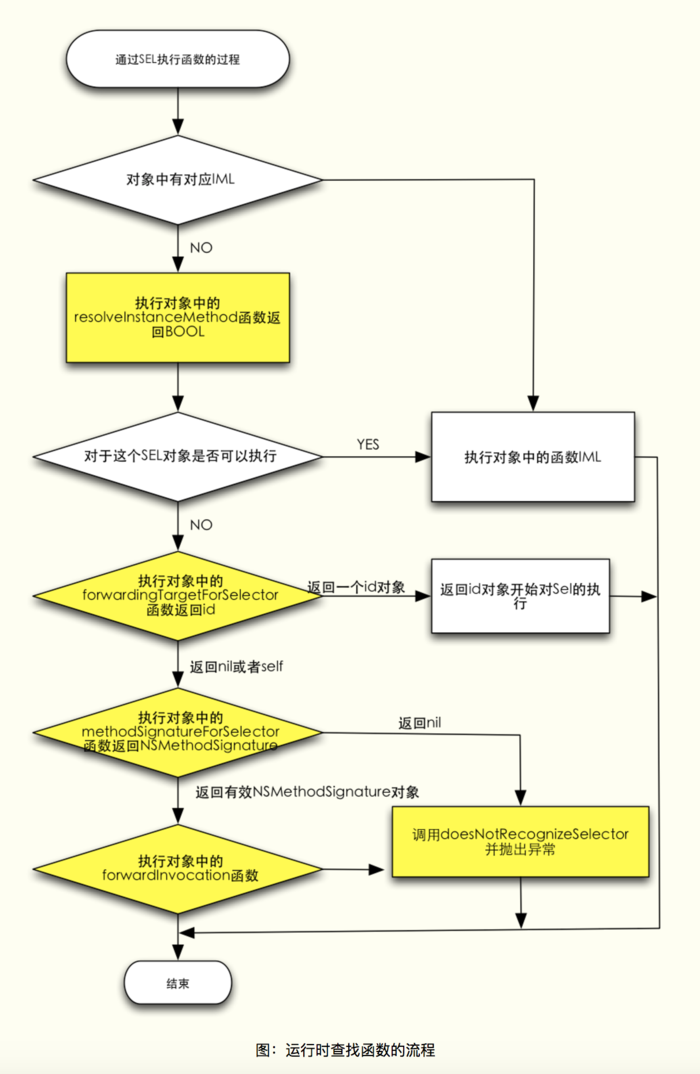 通过SEL执行函数的过程
对象中有对应IML
NO
执行对象中的
resolveInstanceMethod函数返
回BOOL
对于这个SEL对象是否可以执行
YES
执行对象中的函数IML
NO
执行对象中的
forwardingTargetForSelector
函数返回id
返回一个id对象
返回id对象开始对Sel的执
行
返回nil或者self
执行对象中的
methodSignatureForSelector
函数返回NSMethodSignature
返回nil
返回有效NSMethodSignature对象
调用doesNotRecognizeSelector
并抛出异常
执行对象中的
forwardInvocation函数
结束
图：运行时查找函数的流程